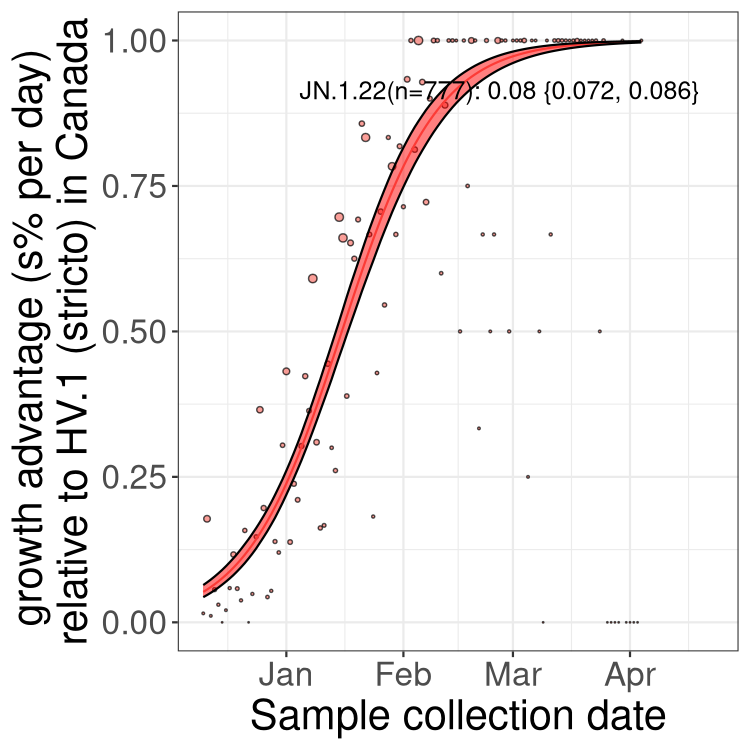 growth advantage (s% per day)
relative to HV.1 (stricto) in Canada
1.00
0.75
0.50
0.25
0.00
JN.1.22(n=777): 0.08 {0.072, 0.086}
Jan Feb Mar Apr
Sample collection date